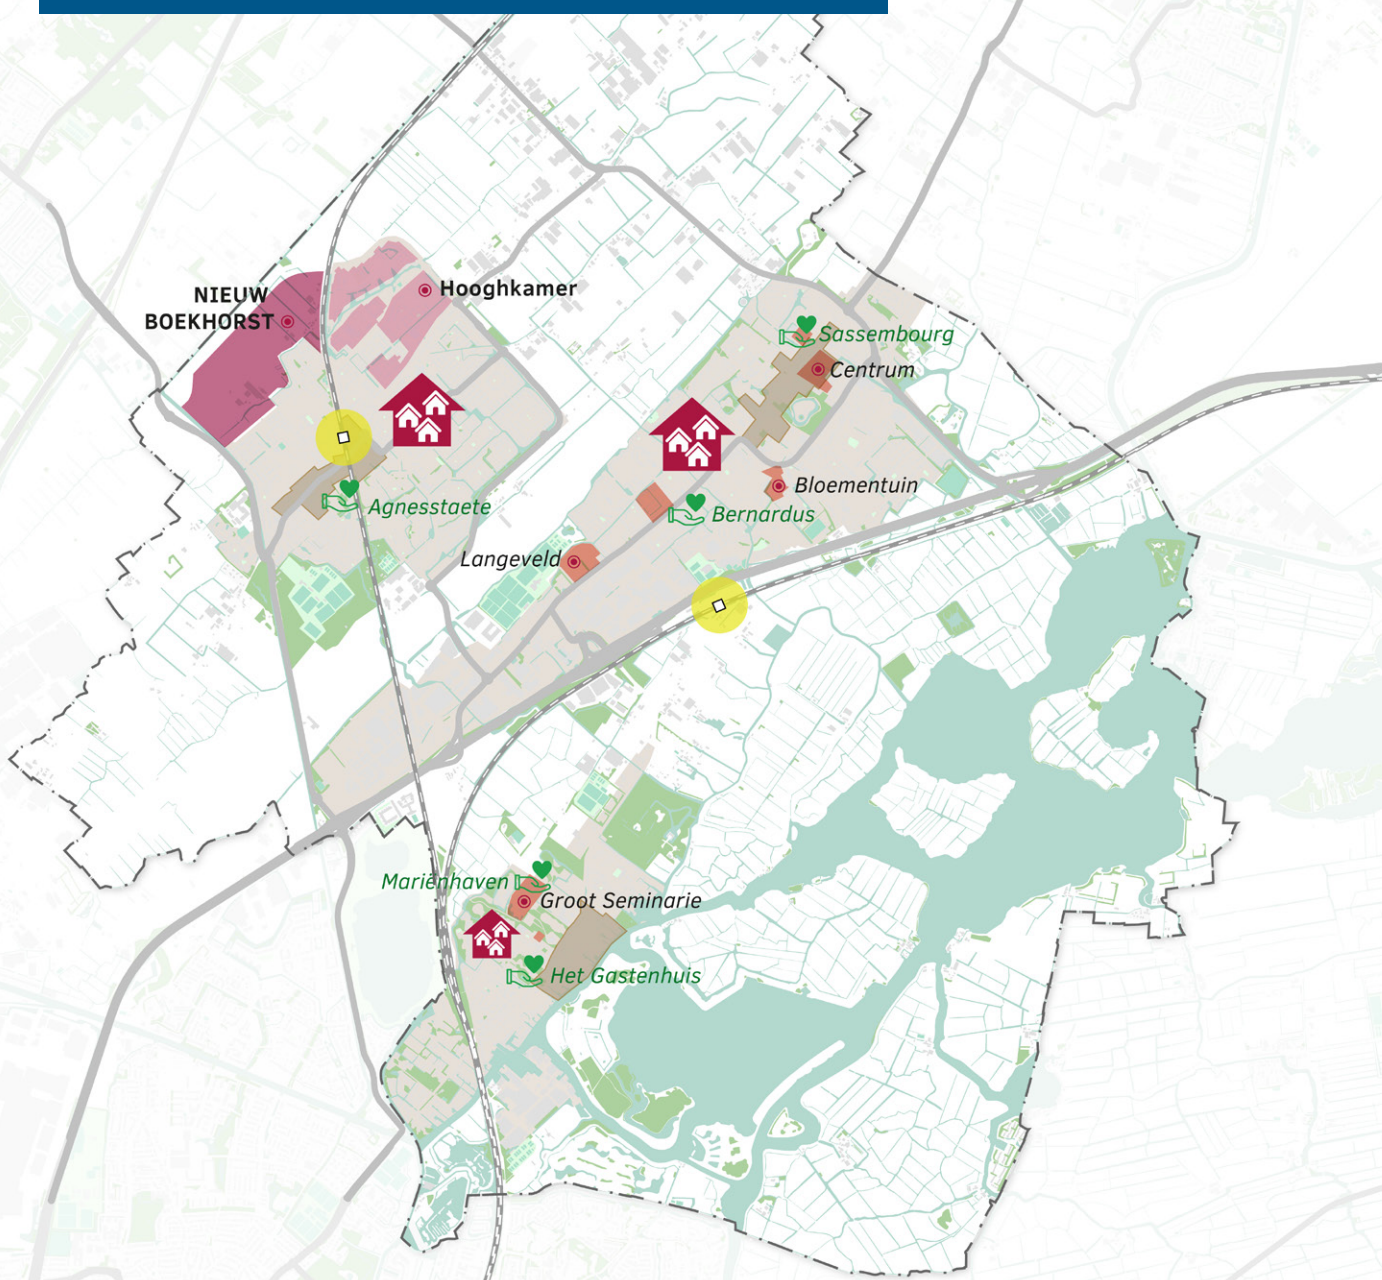 NIEUW
BOEKHORST
Hooghkamer
Sassembourg
Centrum
Bloementuin
Agnesstaete
Bernardus
Langeveld
Mariënhaven
Groot Seminarie
Het Gastenhuis